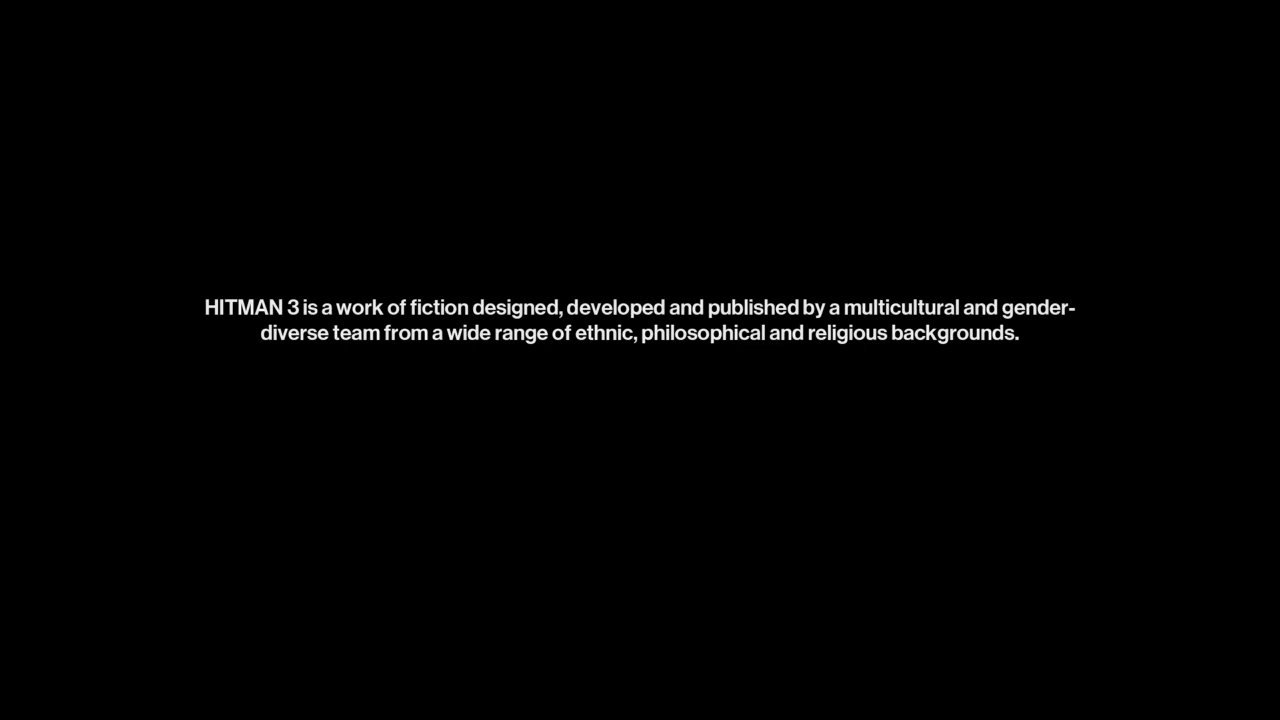 HITMAN 3 is a work of fiction designed, developed and published by a multicultural and gender-
diverse team from a wide range of ethnic, philosophical and religious backgrounds.